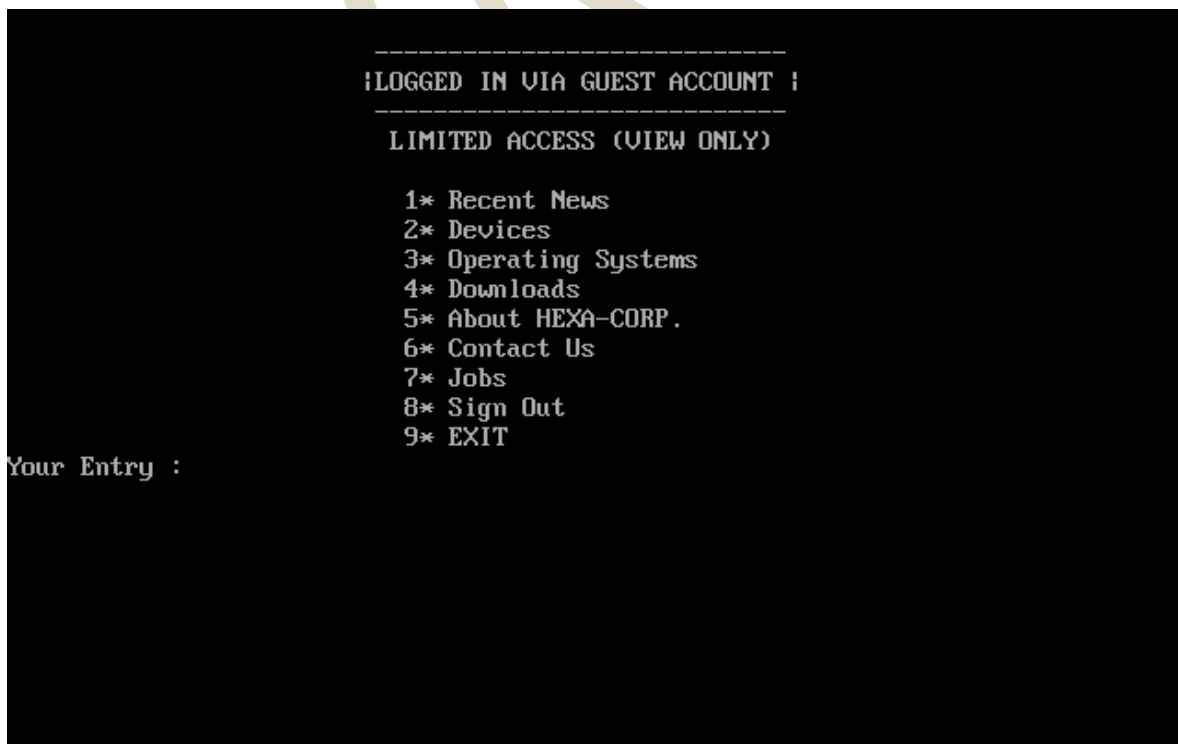 ----------------------------
¦LOGGED IN VIA GUEST ACCOUNT ¦
----------------------------
LIMITED ACCESS (VIEW ONLY)
1* Recent News
2* Devices
3* Operating Systems
4* Downloads
5* About HEXA-CORP.
6* Contact Us
7* Jobs
8* Sign Out
9* EXIT
Your Entry :